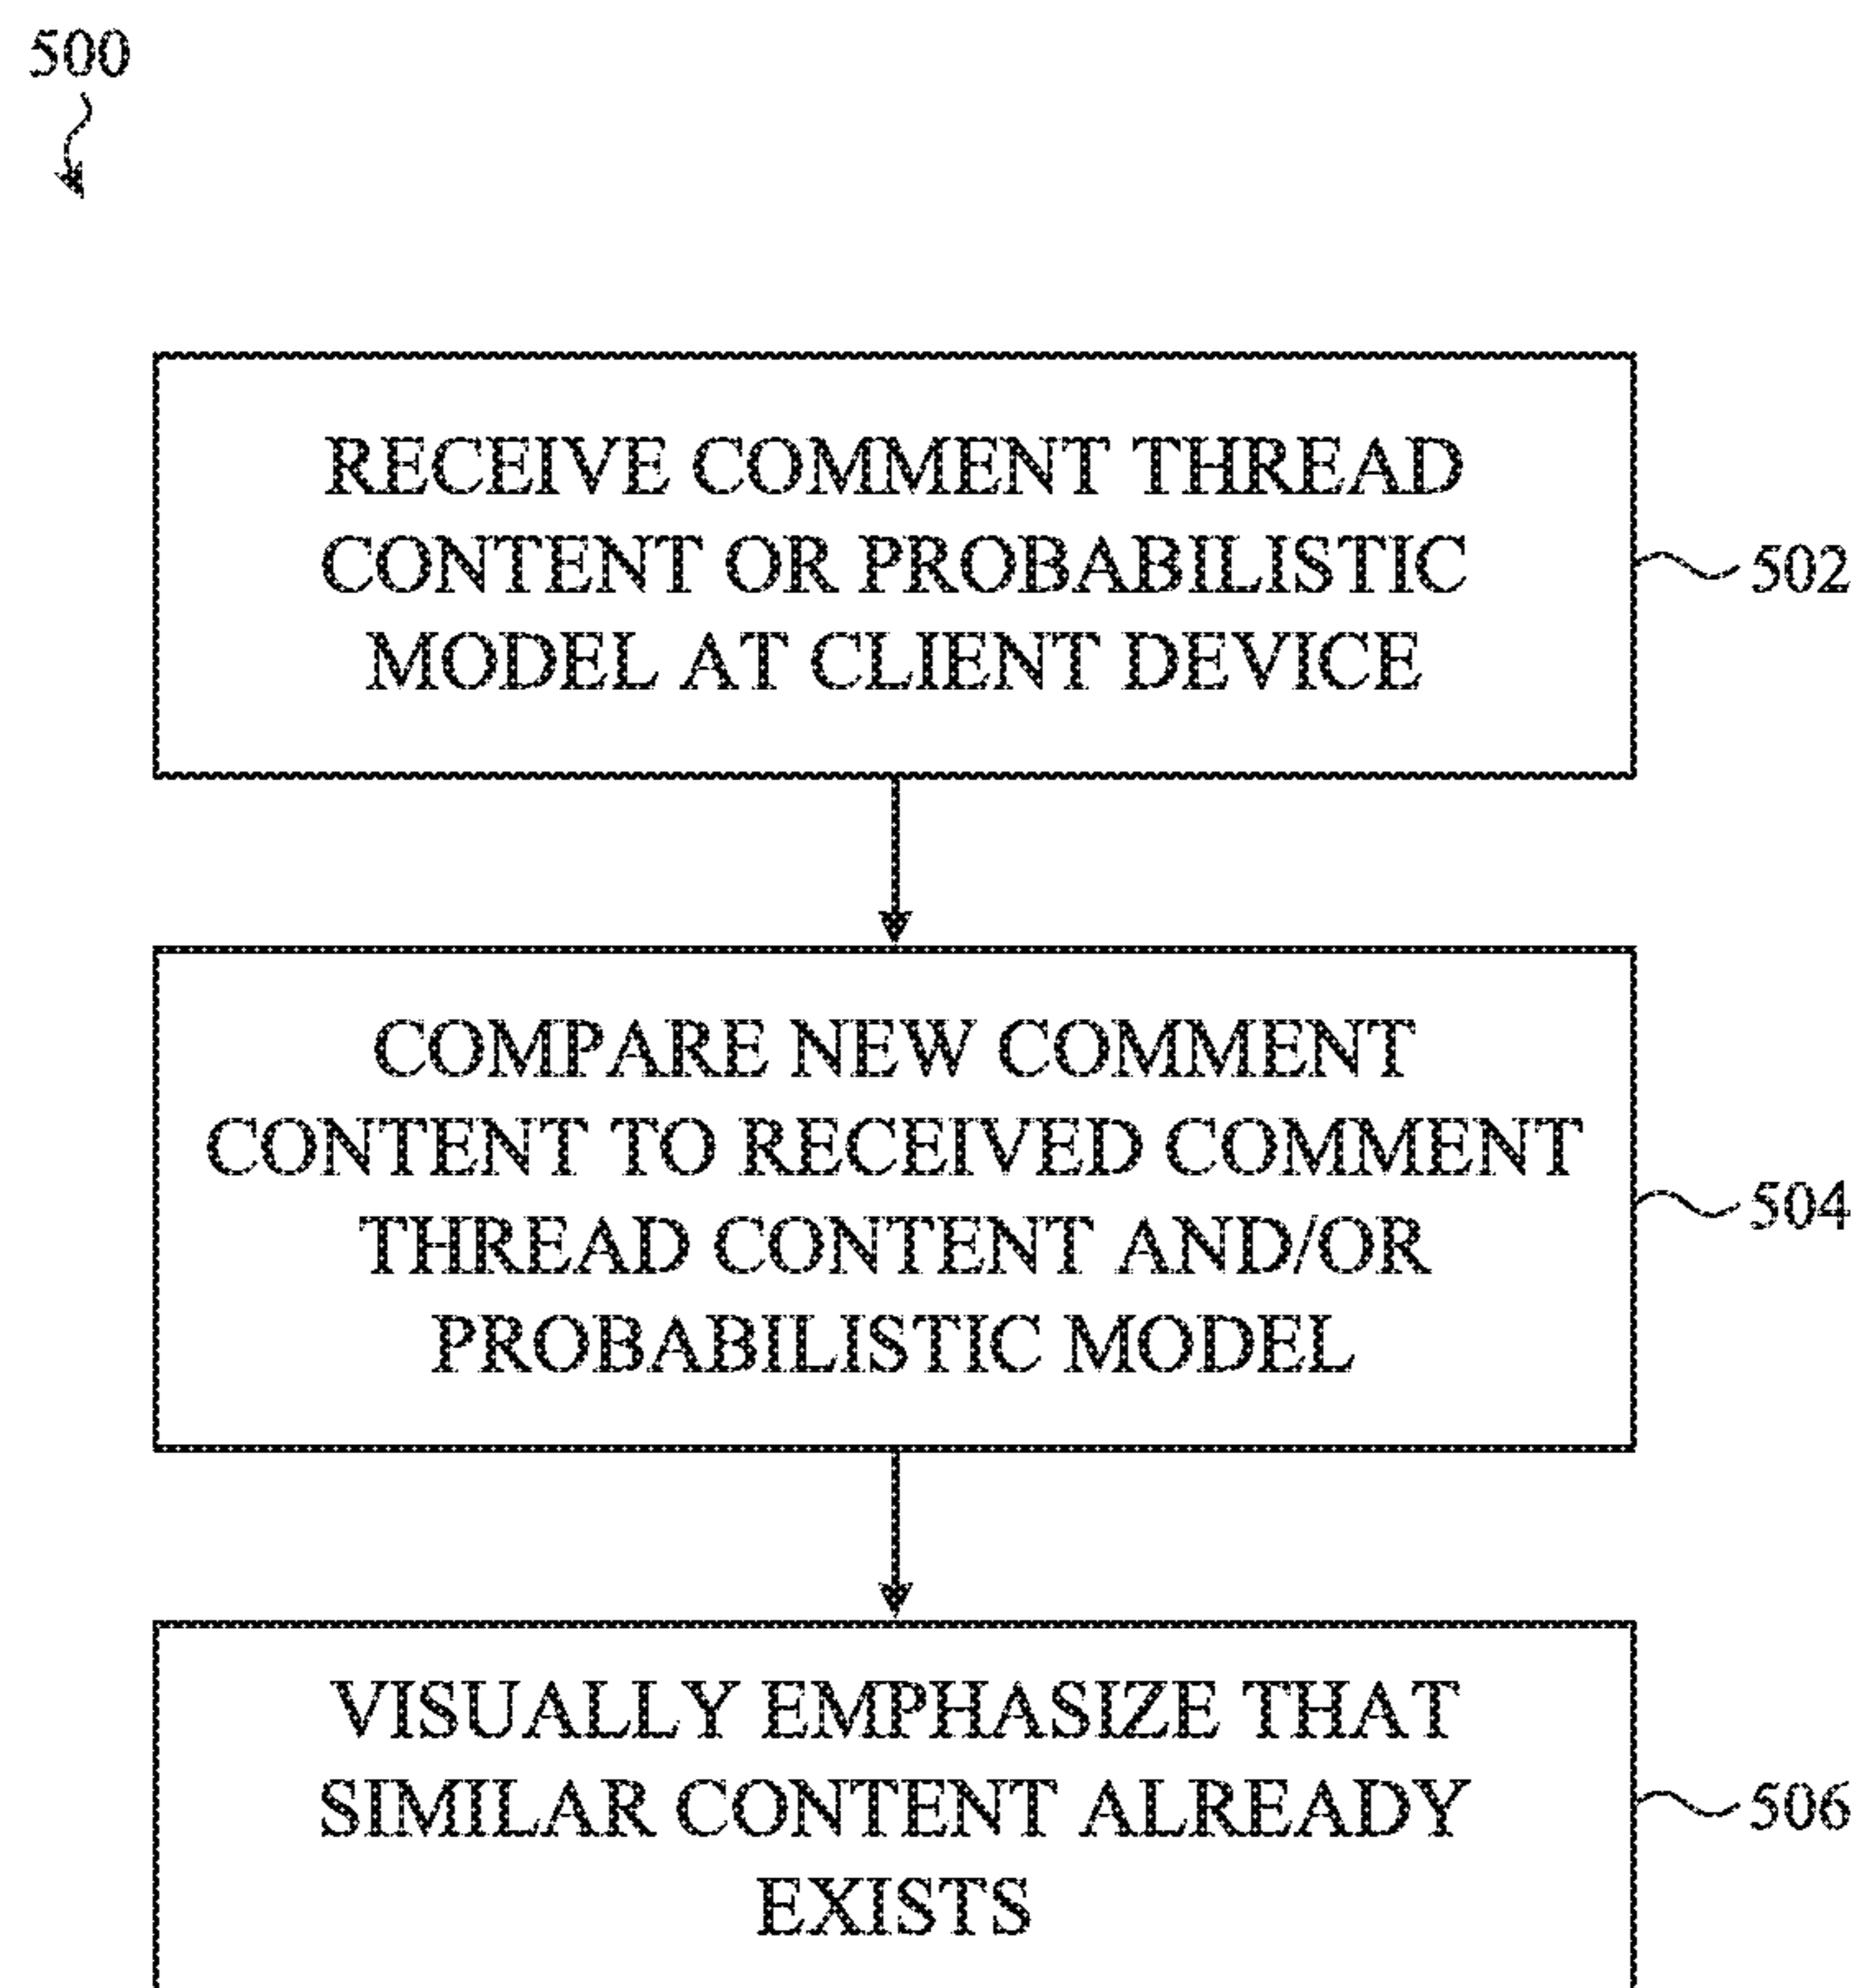 500
RECEIVE COMMENT THREAD
CONTENT OR PROBABILISTIC
MODEL AT CLIENT DEVICE
502
COMPARE NEW COMMENT
CONTENT TO RECEIVED COMMENT
THREAD CONTENT AND/OR
PROBABILISTIC MODEL
504
VISUALLY EMPHASIZE THAT
SIMILAR CONTENT ALREADY
EXISTS
506